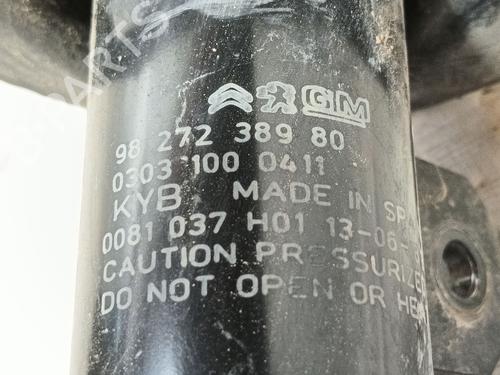 GM
98 272 389 80
0303 100 0411
KYB MADE IN
0081 037 H01 13-06-
CAUTION PRESSURIZE
DO NOT OPEN OR